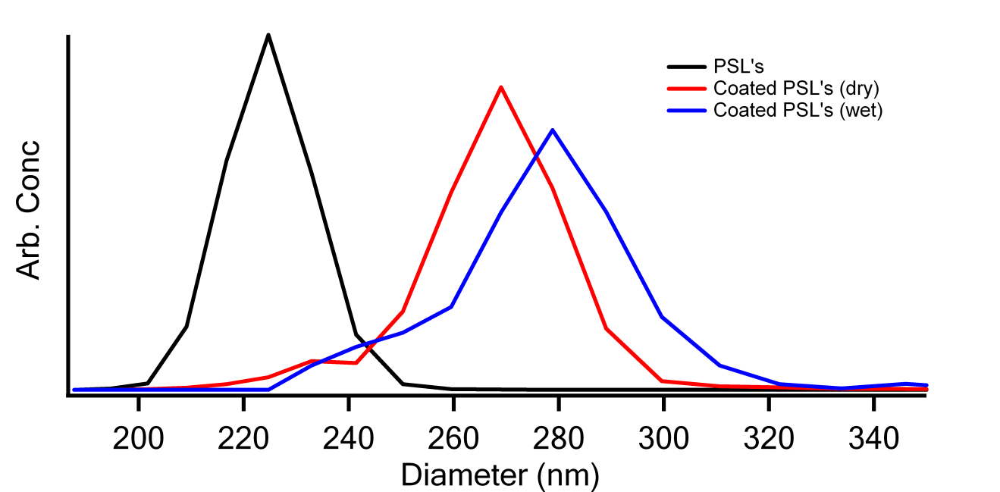 PSL's
Coated PSL's (dry)
Coated PSL's (wet)
Arb. Conc
200 220 240 260 280 300 320 340
Diameter (nm)